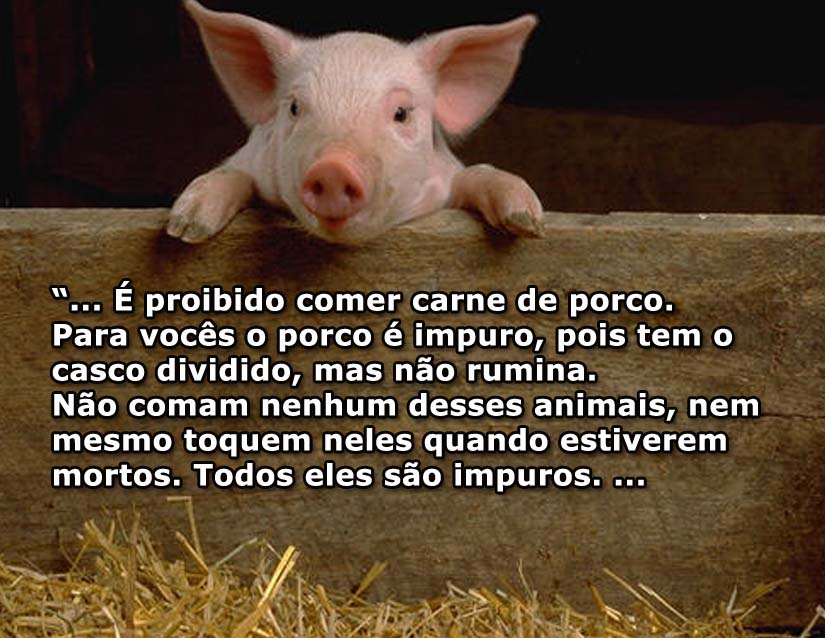 “... É proibido comer carne de porco.
Para vocês o porco é impuro, pois tem o
casco dividido, mas não rumina.
Não comam nenhum desses animais, nem
mesmo toquem neles quando estiverem
mortos. Todos eles são impuros. ...